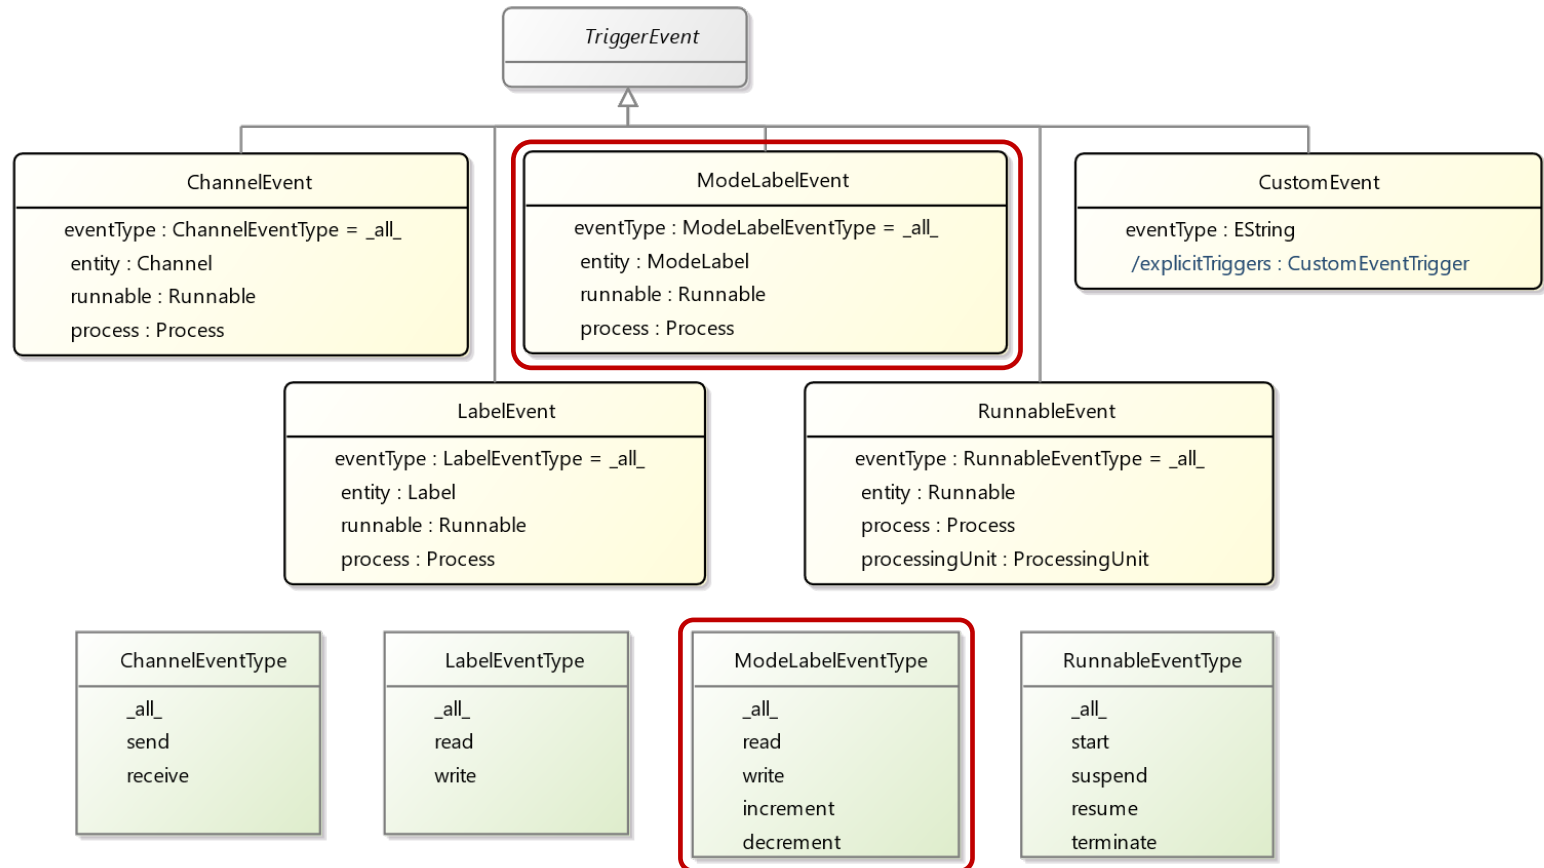 TriggerEvent
ChannelEvent
eventType : ChannelEventType = _all_
entity : Channel
runnable : Runnable
process : Process
ModeLabelEvent
eventType : ModeLabelEventType = _all_
entity : ModeLabel
runnable : Runnable
process : Process
CustomEvent
eventType : EString
/explicitTriggers : CustomEventTrigger
LabelEvent
eventType : LabelEventType = _all_
entity : Label
runnable : Runnable
process : Process
RunnableEvent
eventType : RunnableEventType = _all_
entity : Runnable
process : Process
processingUnit : ProcessingUnit
ChannelEventType
_all_
send
receive
LabelEventType
_all_
read
write
ModeLabelEventType
_all_
read
write
increment
decrement
RunnableEventType
_all_
start
suspend
resume
terminate